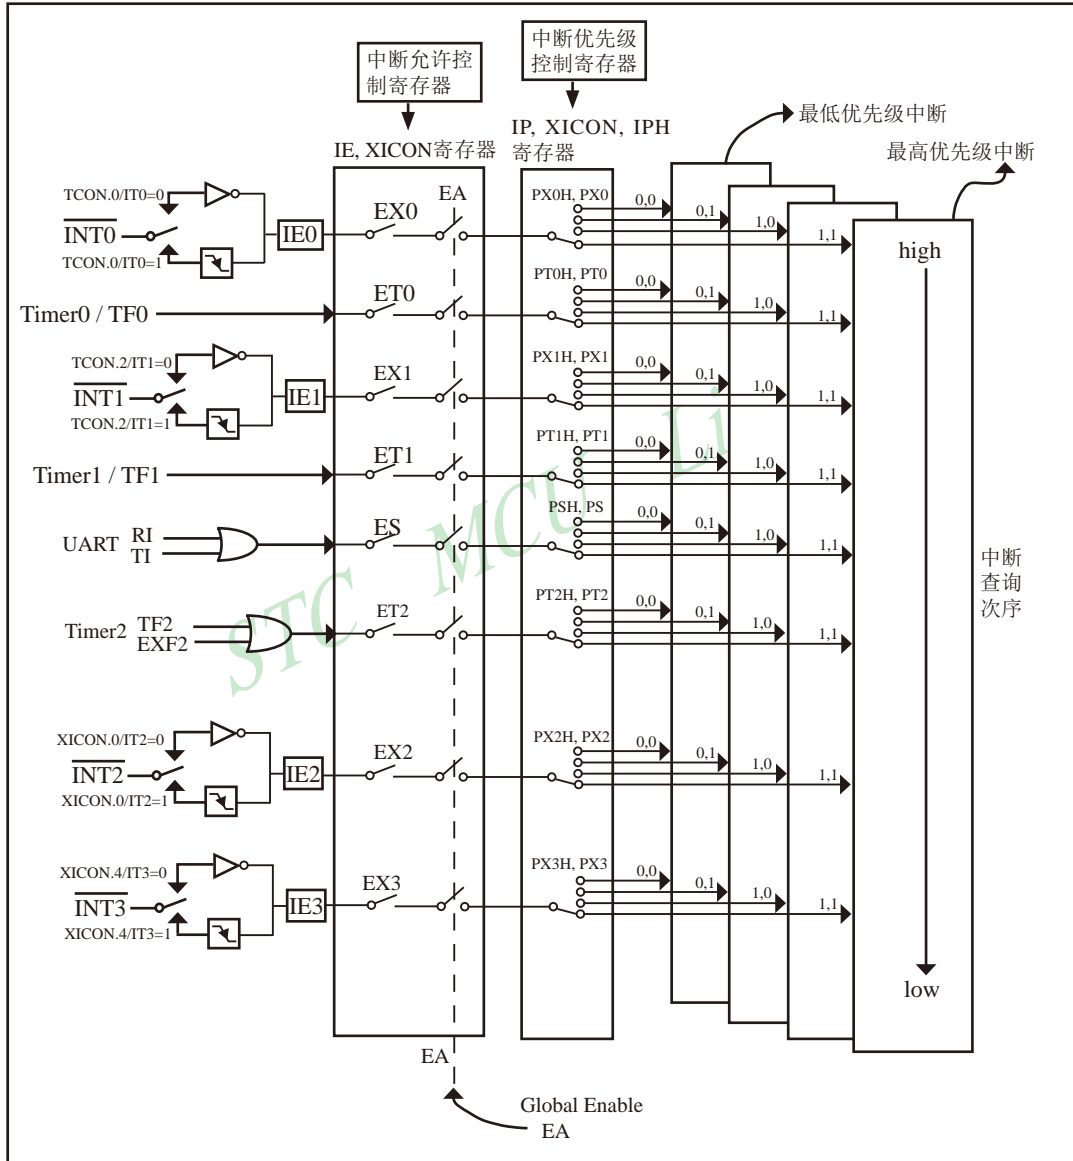 中断允许控
制寄存器
中断优先级
控制寄存器
IE, XICON寄存器
IP, XICON, IPH
寄存器
最低优先级中断
最高优先级中断
EA
TCON.0/IT0=0
INT0
TCON.0/IT0=1
IE0
EX0
PX0H, PX0
0,0
0,1
1,0
1,1
high
Timer0 / TF0
ET0
PT0H, PT0
0,0
0,1
1,0
1,1
TCON.2/IT1=0
INT1
TCON.2/IT1=1
IE1
EX1
PX1H, PX1
0,0
0,1
1,0
1,1
Timer1 / TF1
ET1
PT1H, PT1
0,0
0,1
1,0
1,1
UART
RI
TI
ES
PSH, PS
0,0
0,1
1,0
1,1
中断
查询
次序
Timer2
TF2
EXF2
ET2
PT2H, PT2
0,0
0,1
1,0
1,1
XICON.0/IT2=0
INT2
XICON.0/IT2=1
IE2
EX2
PX2H, PX2
0,0
0,1
1,0
1,1
XICON.4/IT3=0
INT3
XICON.4/IT3=1
IE3
EX3
PX3H, PX3
0,0
0,1
1,0
1,1
low
EA
Global Enable
EA
STC MCU Li